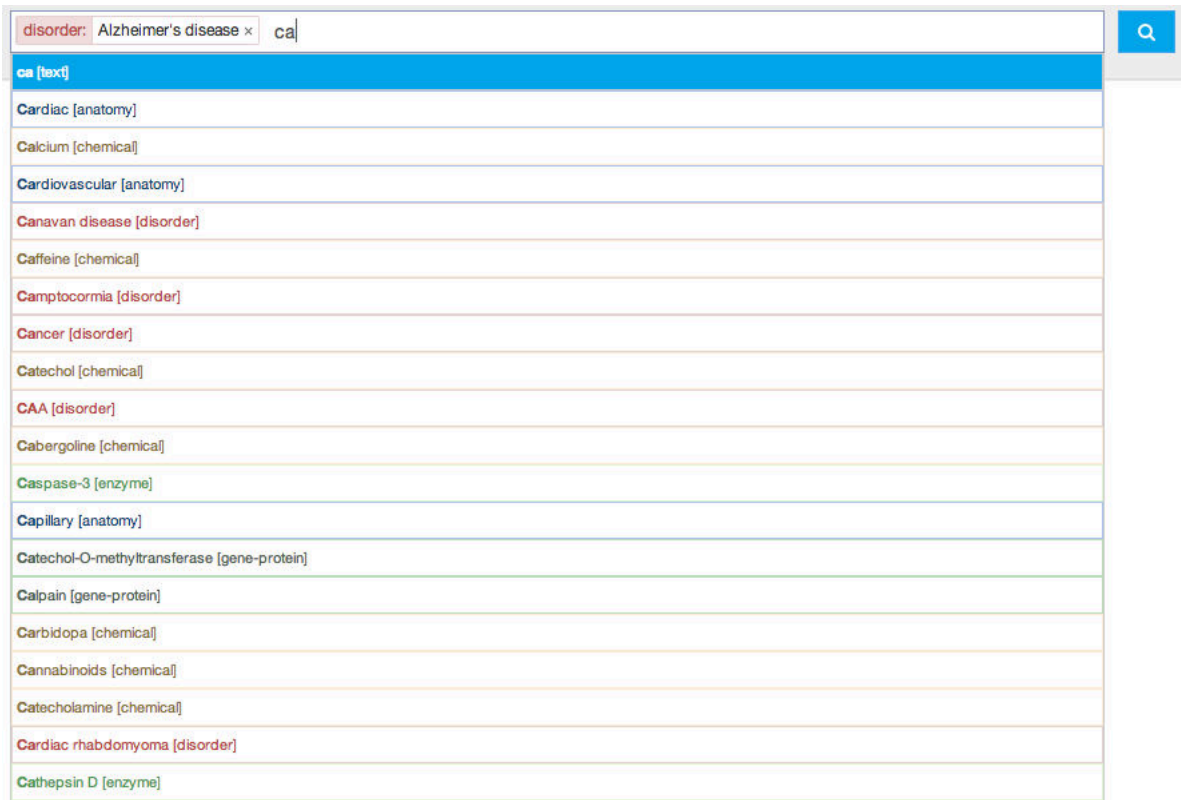 disorder: Alzheimer's disease × ca
ca [text]
Cardiac [anatomy]
Calcium [chemical]
Cardiovascular [anatomy]
Canavan disease [disorder]
Caffeine [chemical]
Camptocormia [disorder]
Cancer [disorder]
Catechol [chemical]
CAA [disorder]
Cabergoline [chemical]
Caspase-3 [enzyme]
Capillary [anatomy]
Catechol-O-methyltransferase [gene-protein]
Calpain [gene-protein]
Carbidopa [chemical]
Cannabinoids [chemical]
Catecholamine [chemical]
Cardiac rhabdomyoma [disorder]
Cathepsin D [enzyme]